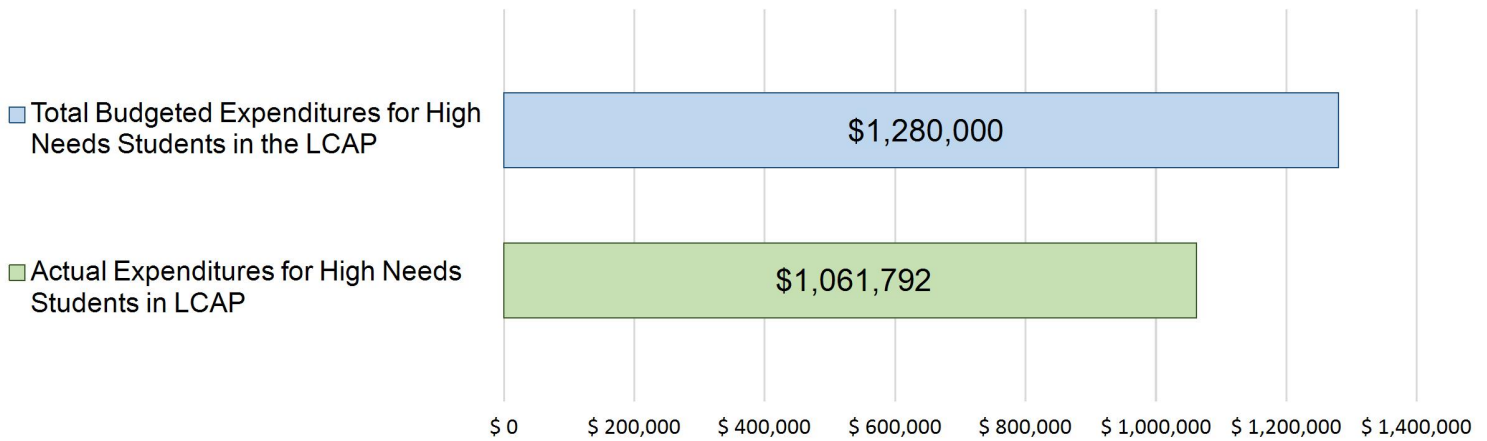 Total Budgeted Expenditures for High
Needs Students in the LCAP
$1,280,000
Actual Expenditures for High Needs
Students in LCAP
$1,061,792
$ 0 $ 200,000 $ 400,000 $ 600,000 $ 800,000 $ 1,000,000 $ 1,200,000 $ 1,400,000